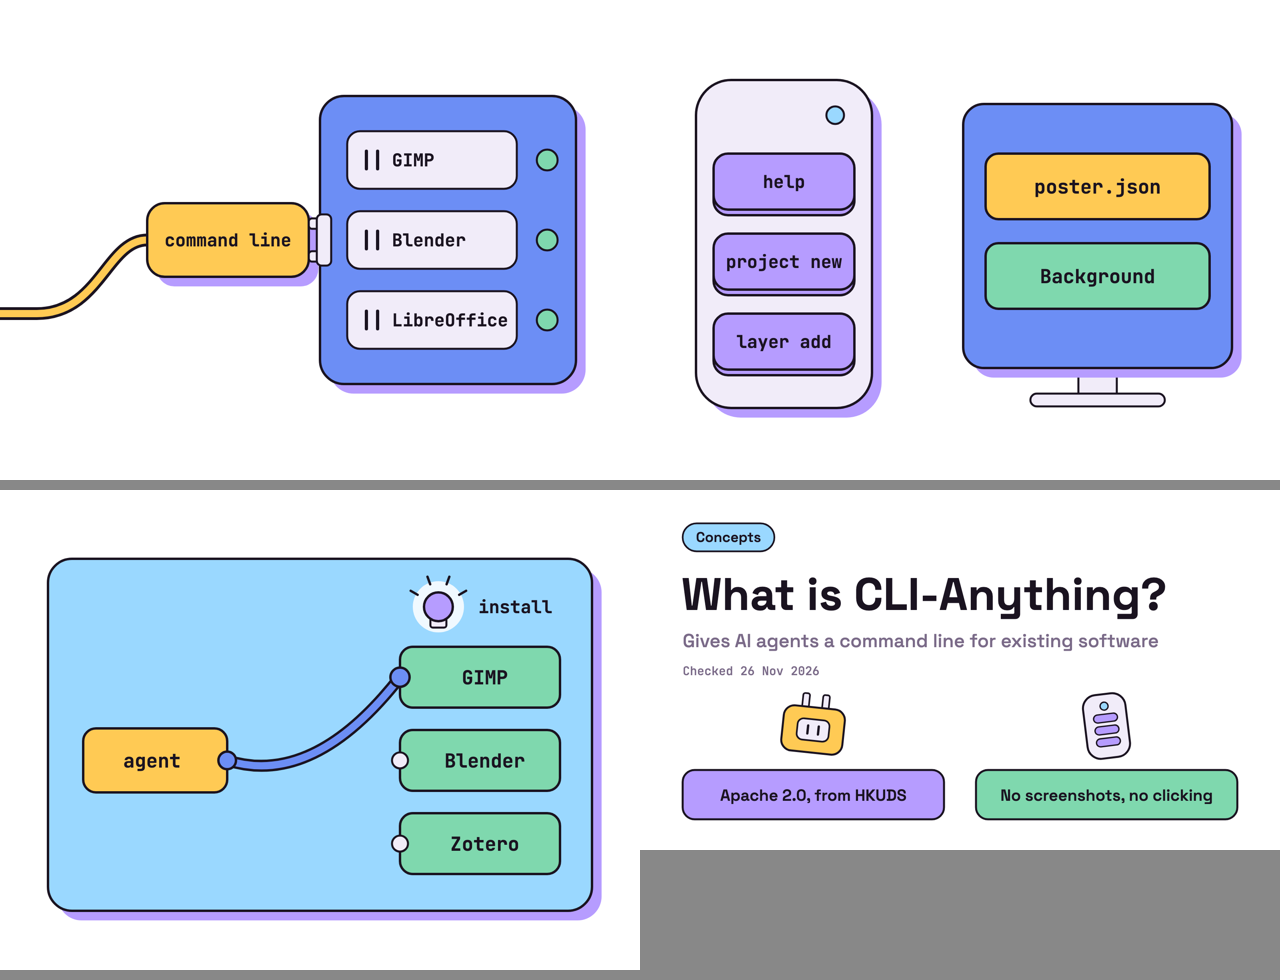 command line
GIMP
Blender
LibreOffice
help
project new
layer add
poster.json
Background
install
agent
GIMP
Blender
Zotero
Concepts
What is CLI-Anything?
Gives AI agents a command line for existing software
Checked 26 Nov 2026
Apache 2.0, from HKUDS
No screenshots, no clicking